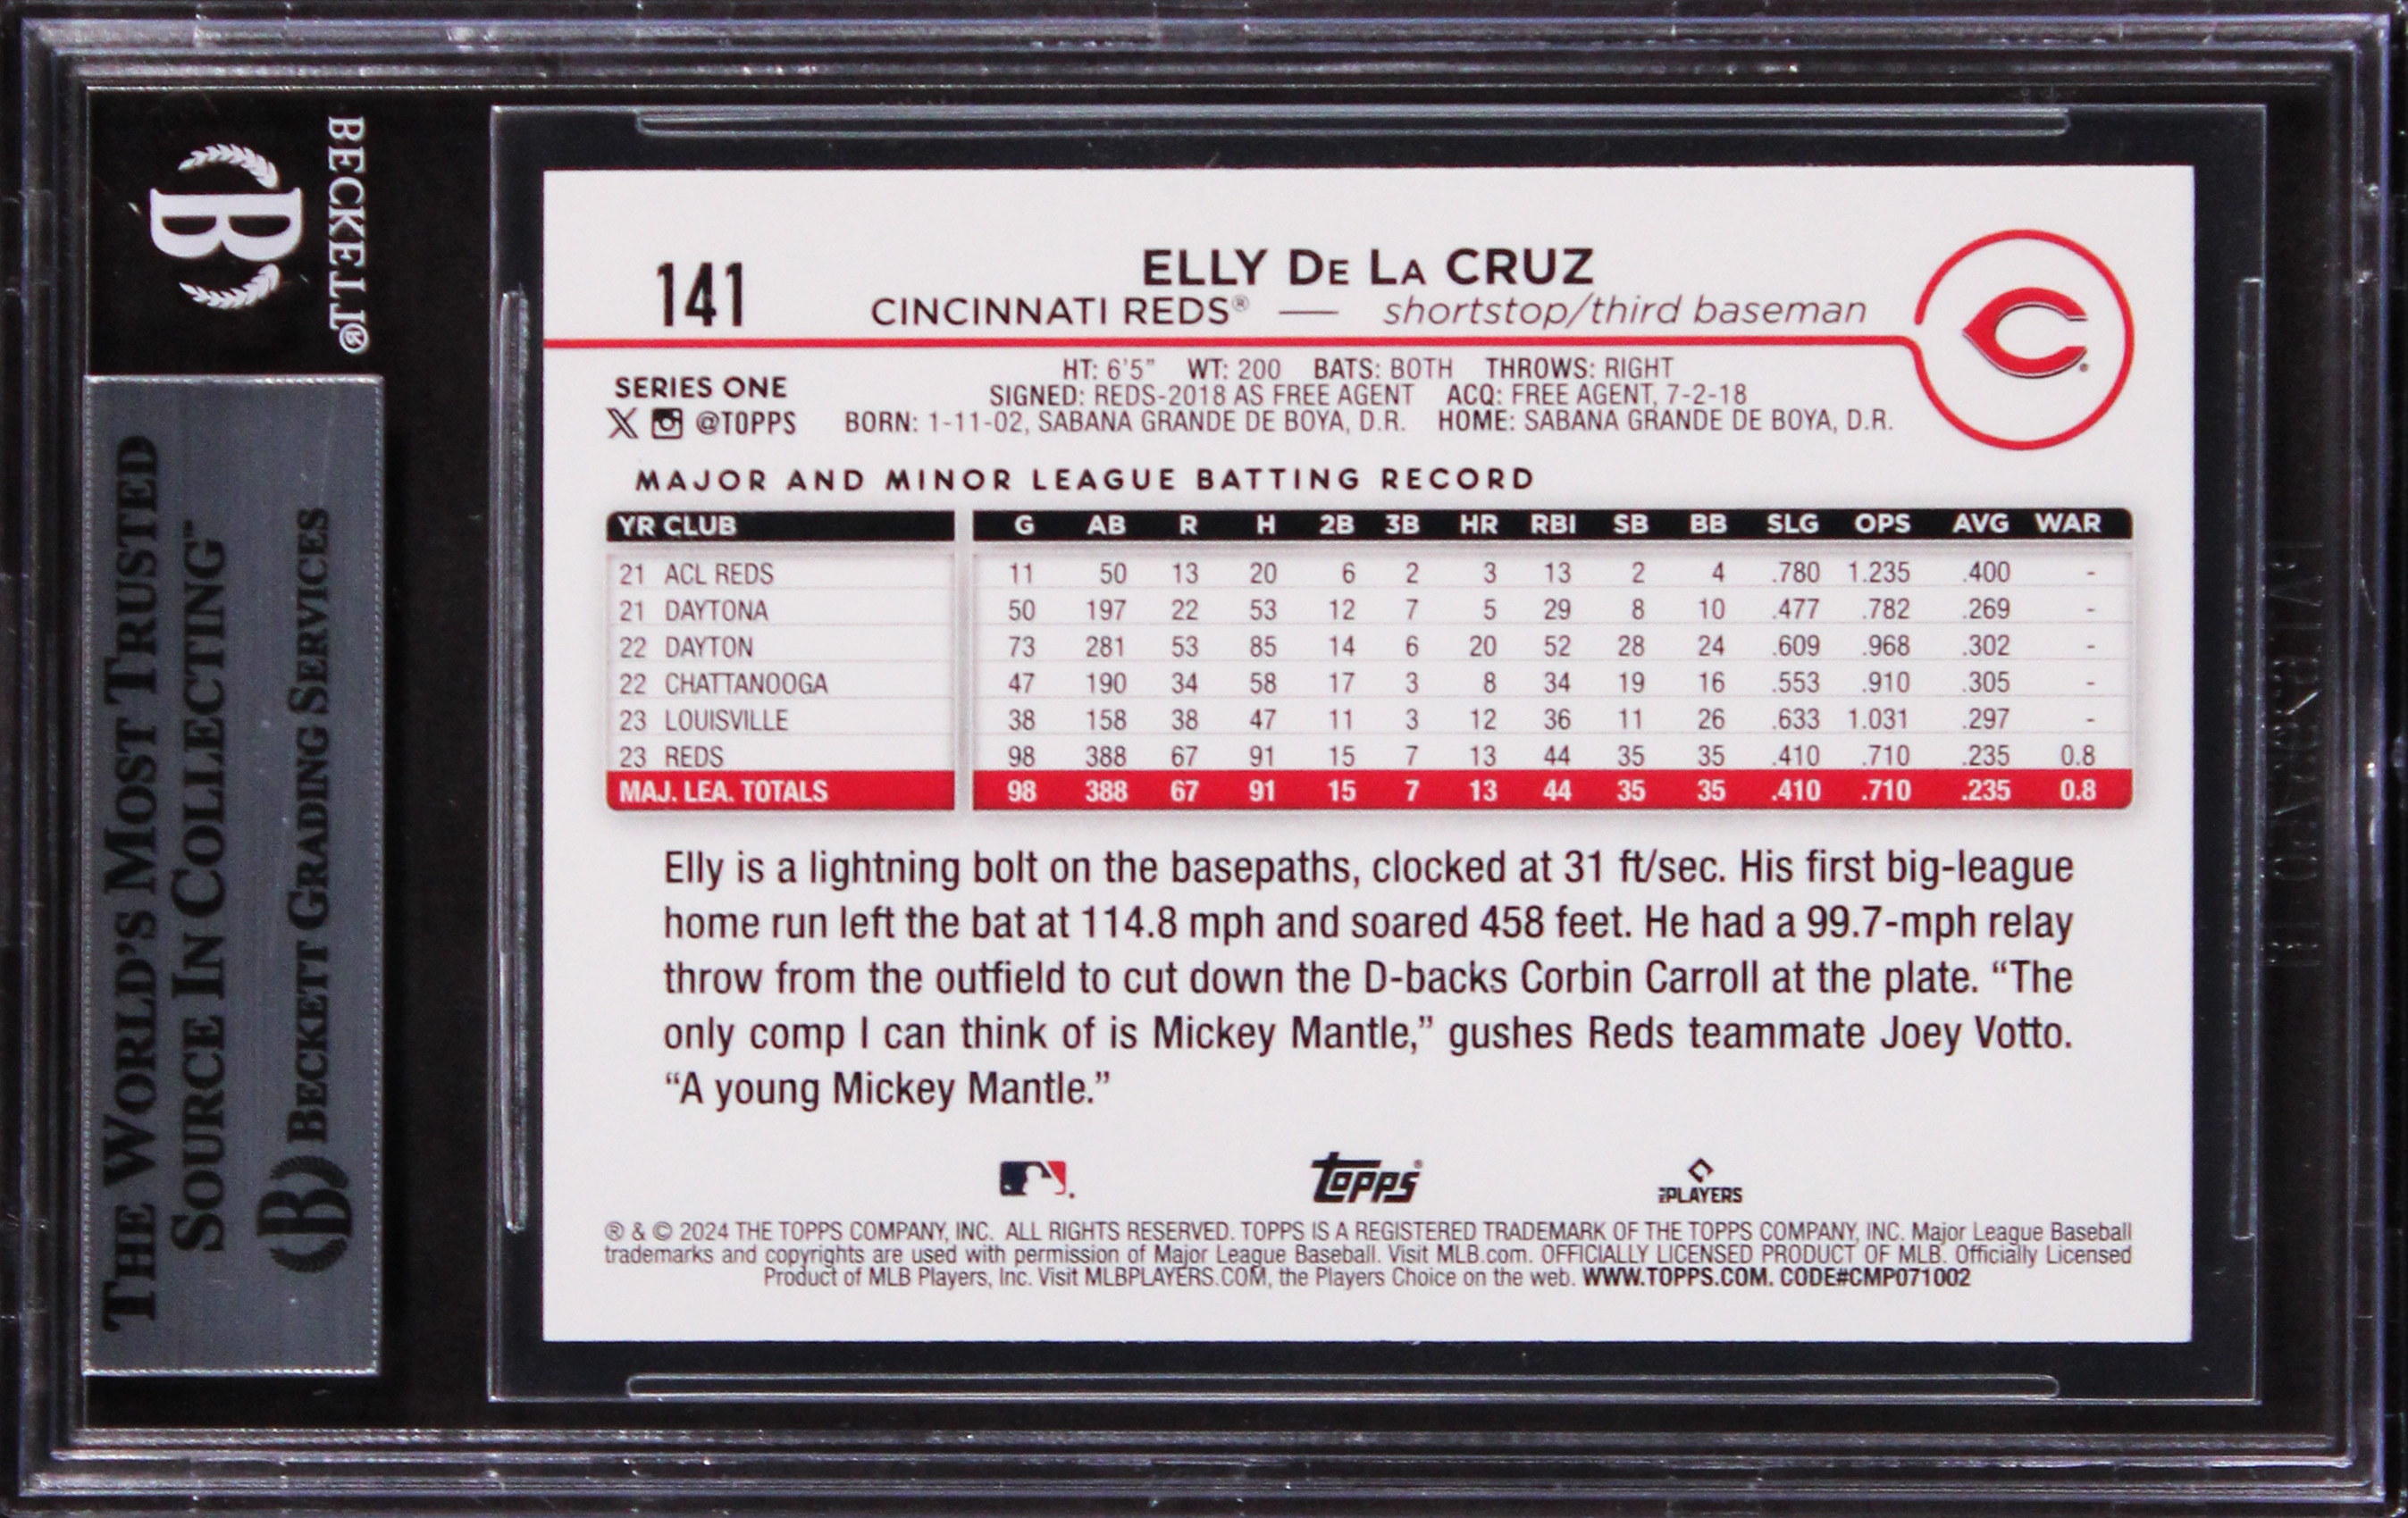 BECKETT®
B
THE WORLD'S MOST TRUSTED
SOURCE IN COLLECTING™
B BECKETT GRADING SERVICES
141
ELLY DE LA CRUZ
CINCINNATI REDS® — shortstop/third baseman
C
SERIES ONE
X @TOPPS
HT: 6'5" WT: 200 BATS: BOTH THROWS: RIGHT
SIGNED: REDS-2018 AS FREE AGENT ACQ: FREE AGENT, 7-2-18
BORN: 1-11-02, SABANA GRANDE DE BOYA, D.R. HOME: SABANA GRANDE DE BOYA, D.R.
MAJOR AND MINOR LEAGUE BATTING RECORD
YR CLUB G AB R H 2B 3B HR RBI SB BB SLG OPS AVG WAR
21 ACL REDS 11 50 13 20 6 2 3 13 2 4 .780 1.235 .400 -
21 DAYTONA 50 197 22 53 12 7 5 29 8 10 .477 .782 .269 -
22 DAYTON 73 281 53 85 14 6 20 52 28 24 .609 .968 .302 -
22 CHATTANOOGA 47 190 34 58 17 3 8 34 19 16 .553 .910 .305 -
23 LOUISVILLE 38 158 38 47 11 3 12 36 11 26 .633 1.031 .297 -
23 REDS 98 388 67 91 15 7 13 44 35 35 .410 .710 .235 0.8
MAJ. LEA. TOTALS 98 388 67 91 15 7 13 44 35 35 .410 .710 .235 0.8
Elly is a lightning bolt on the basepaths, clocked at 31 ft/sec. His first big-league
home run left the bat at 114.8 mph and soared 458 feet. He had a 99.7-mph relay
throw from the outfield to cut down the D-backs Corbin Carroll at the plate. “The
only comp I can think of is Mickey Mantle,” gushes Reds teammate Joey Votto.
“A young Mickey Mantle.”
TOPPS® PLAYERS
® & © 2024 THE TOPPS COMPANY, INC. ALL RIGHTS RESERVED. TOPPS IS A REGISTERED TRADEMARK OF THE TOPPS COMPANY, INC. Major League Baseball
trademarks and copyrights are used with permission of Major League Baseball. Visit MLB.com. OFFICIALLY LICENSED PRODUCT OF MLB. Officially Licensed
Product of MLB Players, Inc. Visit MLBPLAYERS.COM, the Players Choice on the web. WWW.TOPPS.COM. CODE#CMP071002